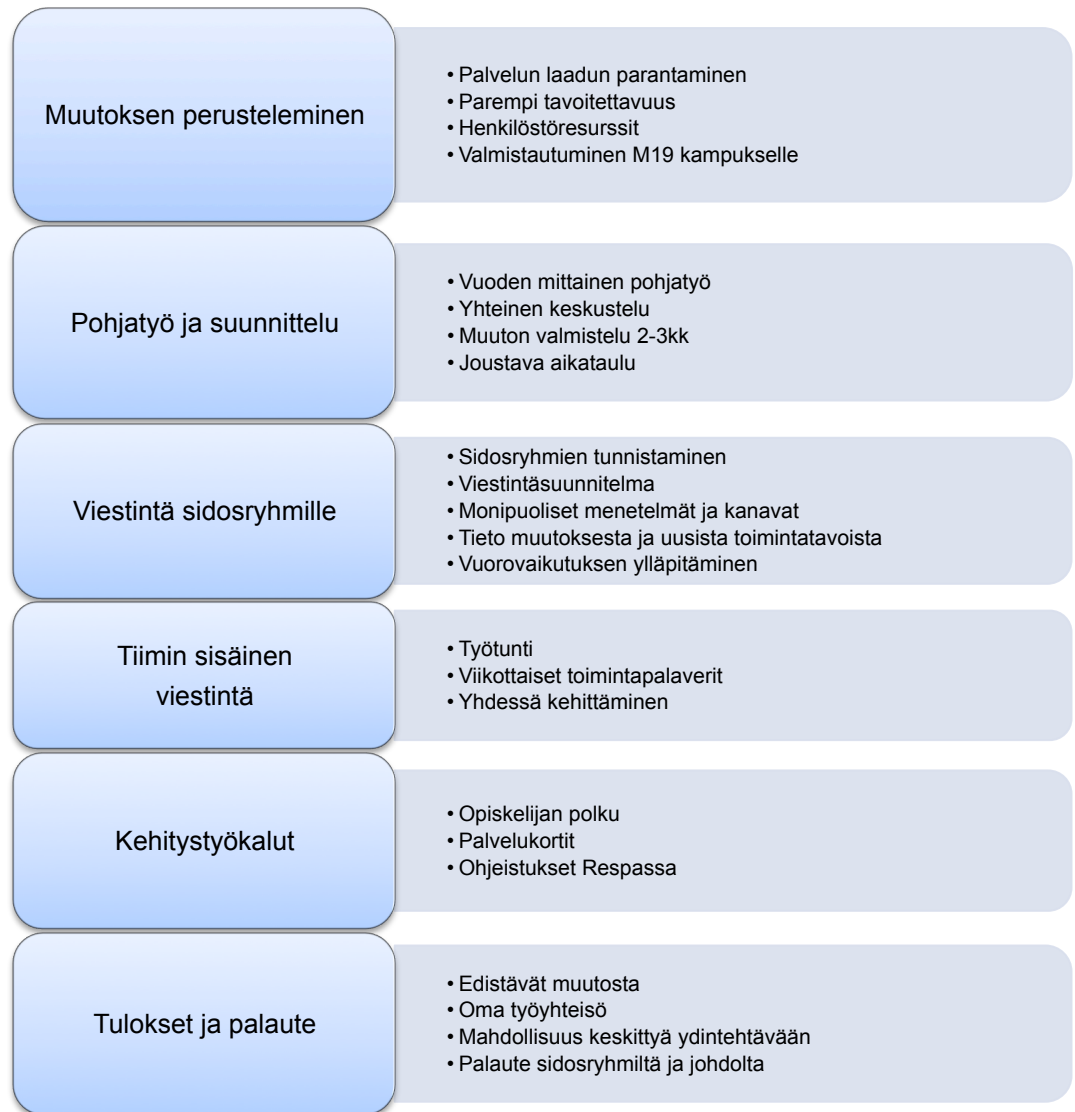 Muutoksen perusteleminen
• Palvelun laadun parantaminen
• Parempi tavoitettavuus
• Henkilöstöresurssit
• Valmistautuminen M19 kampukselle
Pohjatyö ja suunnittelu
• Vuoden mittainen pohjatyö
• Yhteinen keskustelu
• Muuton valmistelu 2-3kk
• Joustava aikataulu
Viestintä sidosryhmille
• Sidosryhmien tunnistaminen
• Viestintäsuunnitelma
• Monipuoliset menetelmät ja kanavat
• Tieto muutoksesta ja uusista toimintatavoista
• Vuorovaikutuksen ylläpitäminen
Tiimin sisäinen
viestintä
• Työtunti
• Viikottaiset toimintapalaverit
• Yhdessä kehittäminen
Kehitystyökalut
• Opiskelijan polku
• Palvelukortit
• Ohjeistukset Respassa
Tulokset ja palaute
• Edistävät muutosta
• Oma työyhteisö
• Mahdollisuus keskittyä ydintehtävään
• Palaute sidosryhmiltä ja johdolta